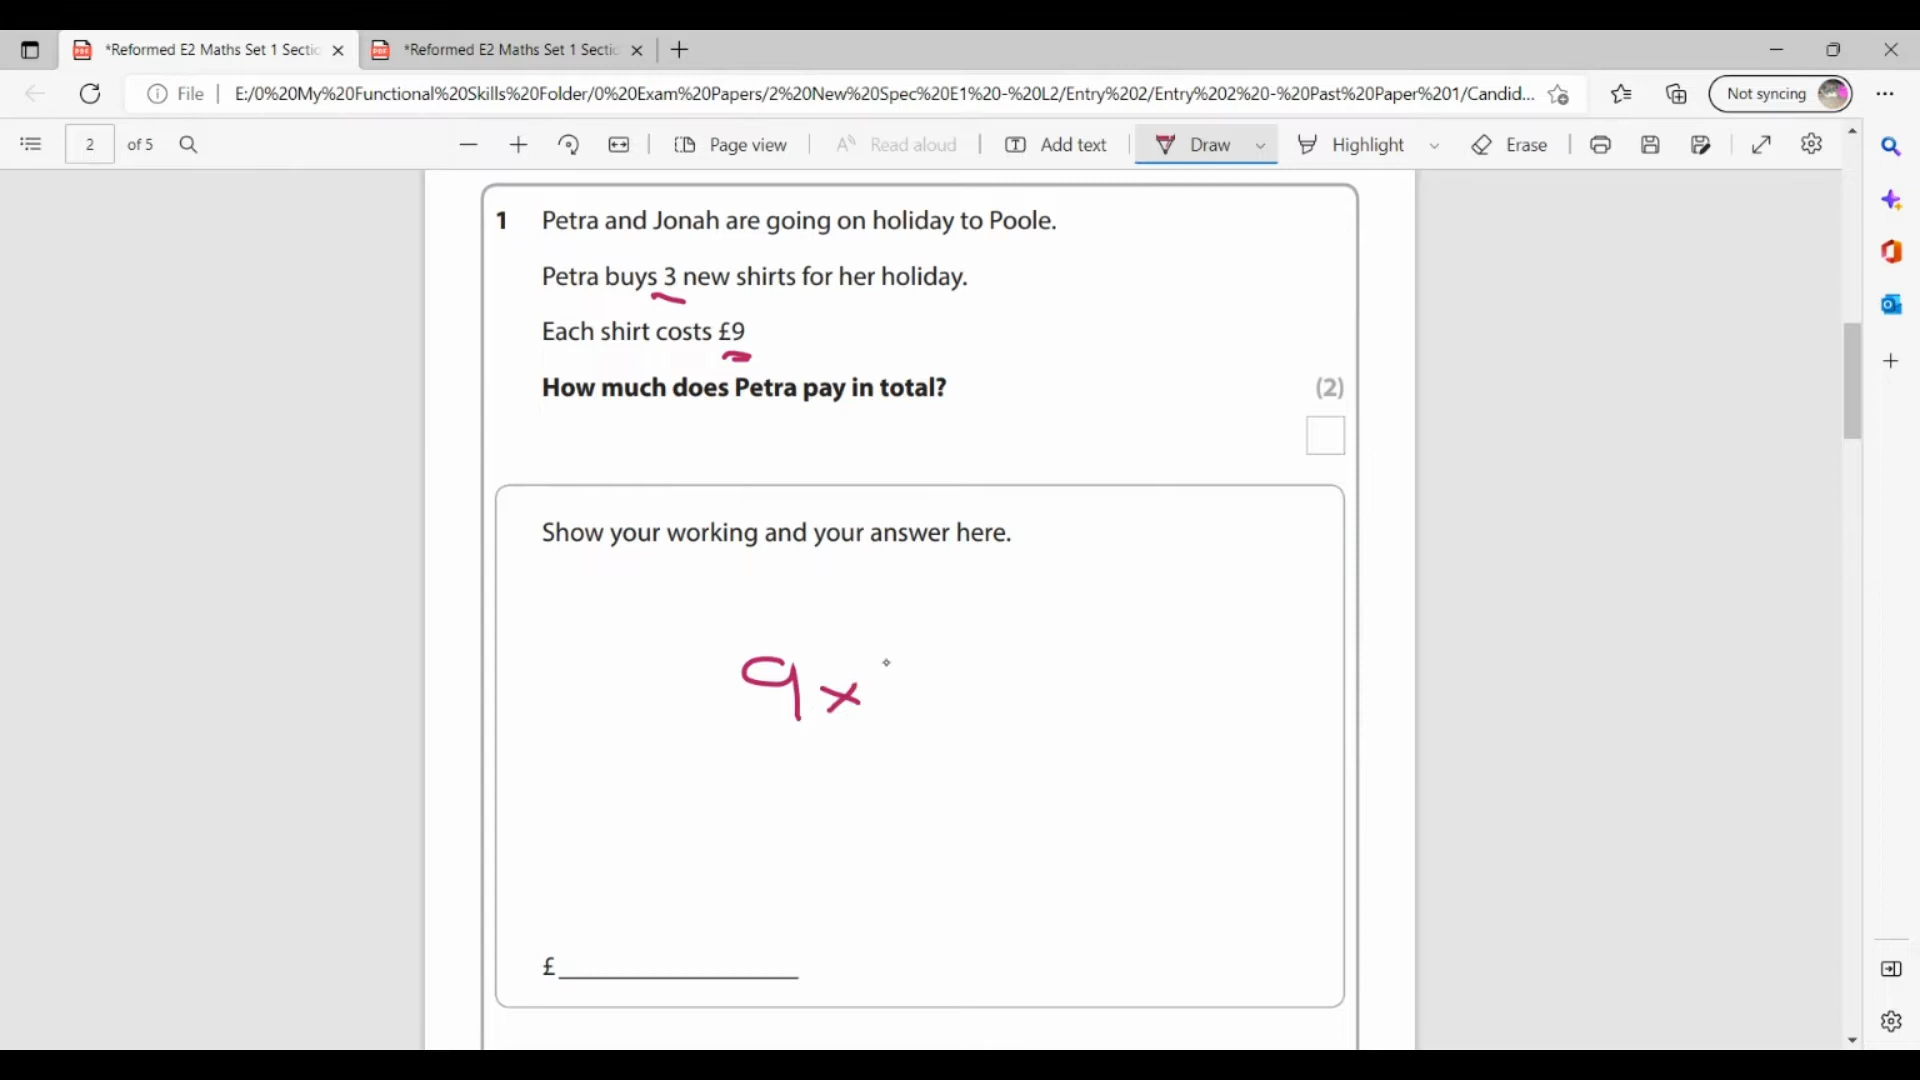 *Reformed E2 Maths Set 1 Sectio
*Reformed E2 Maths Set 1 Sectio
File
E:/0%20My%20Functional%20Skills%20Folder/0%20Exam%20Papers/2%20New%20Spec%20E1%20-%20L2/Entry%202/Entry%202%20-%20Past%20Paper%201/Candid...
Not syncing
2 of 5
Page view
Read aloud
Add text
Draw
Highlight
Erase
1 Petra and Jonah are going on holiday to Poole.
Petra buys 3 new shirts for her holiday.
Each shirt costs £9
How much does Petra pay in total? (2)
Show your working and your answer here.
9 ×
£